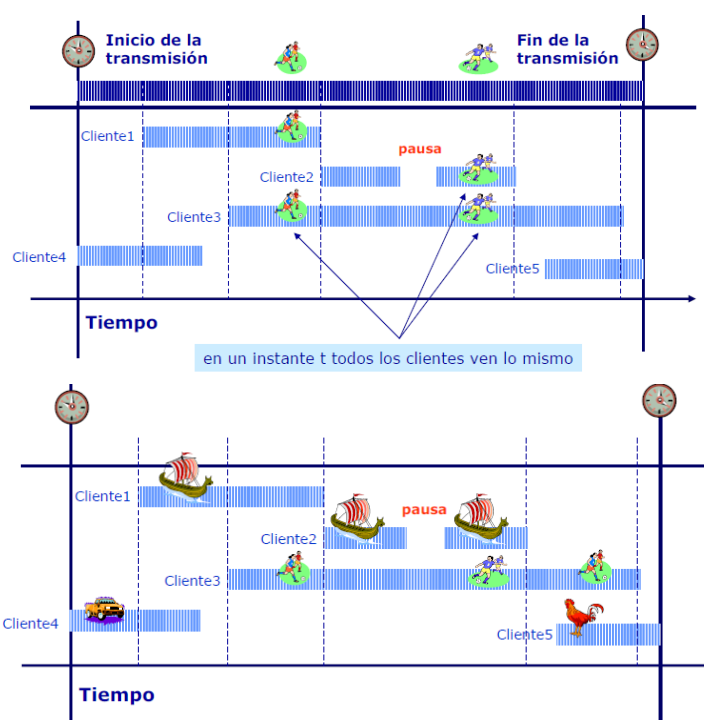 Inicio de la
transmisión
Fin de la
transmisión
Cliente1
pausa
Cliente2
Cliente3
Cliente4
Cliente5
Tiempo
en un instante t todos los clientes ven lo mismo
Cliente1
pausa
Cliente2
Cliente3
Cliente4
Cliente5
Tiempo